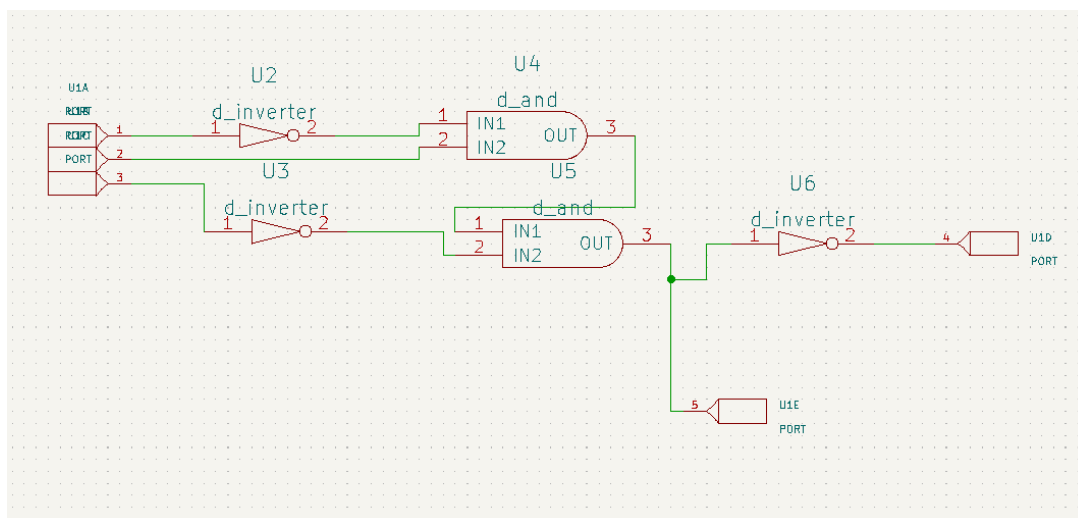 U4
U2
U1A
d_and
d_inverter
1 IN1
1 1 2 OUT 3
2 IN2
PORT 2
U3 U5 U6
3
d_inverter d_and d_inverter
1 2 1 IN1
OUT 3 1 2 4 U1D
2 IN2
PORT
5 U1E
PORT